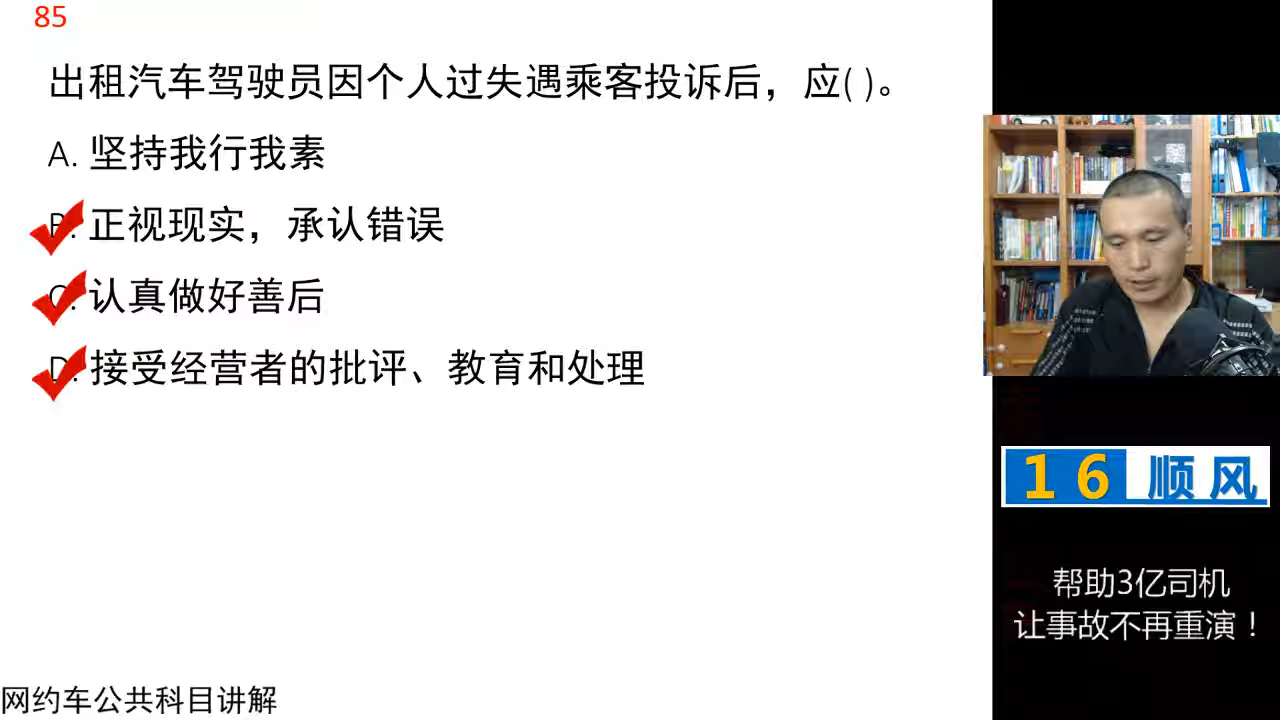 85
出租汽车驾驶员因个人过失遇乘客投诉后，应( )。
A. 坚持我行我素
B. 正视现实，承认错误
C. 认真做好善后
D. 接受经营者的批评、教育和处理
16 顺风
帮助3亿司机
让事故不再重演！
网约车公共科目讲解